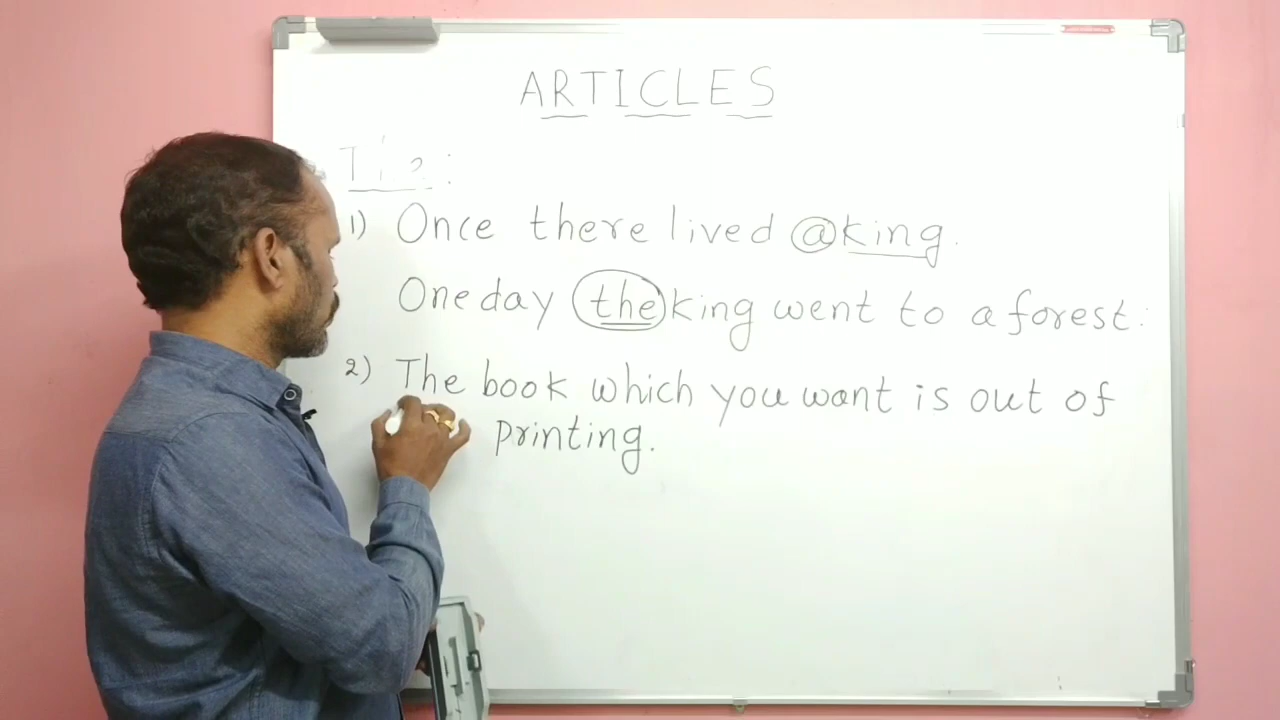 ARTICLES
1) Once there lived a king.
One day the king went to a forest.
2) The book which you want is out of
printing.